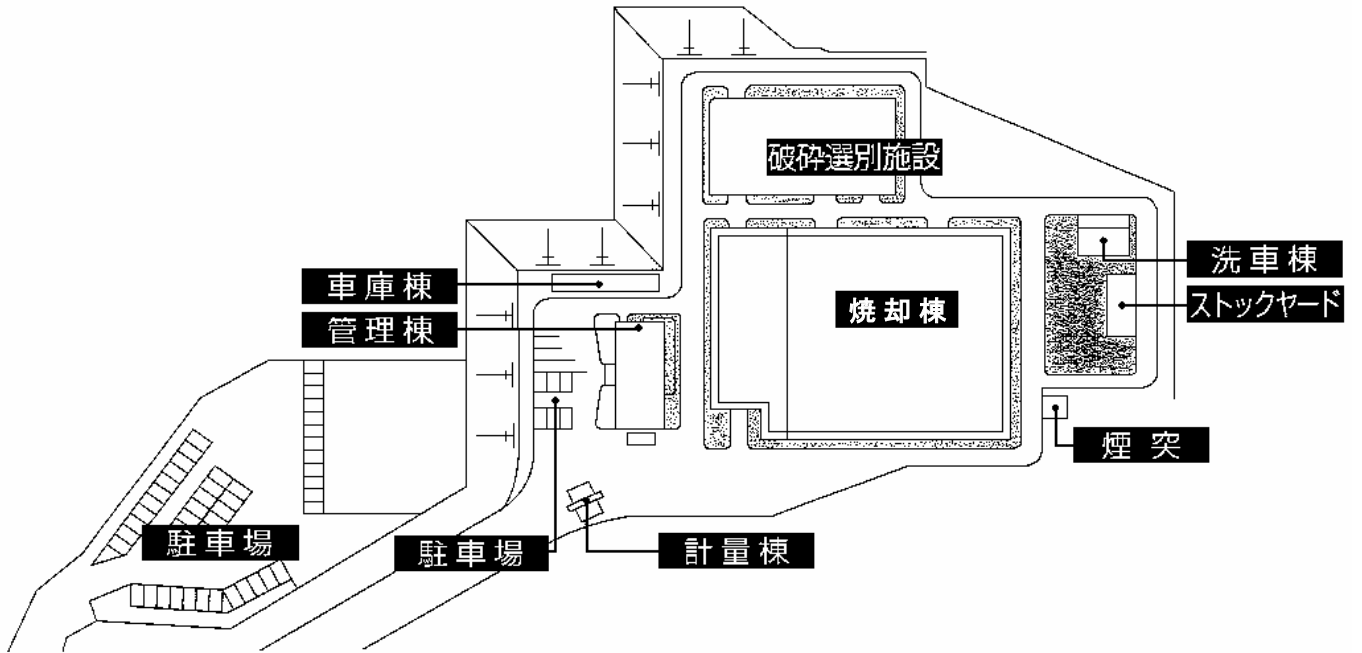 破砕選別施設
洗車棟
車庫棟
ストックヤード
焼却棟
管理棟
煙突
駐車場
駐車場
計量棟